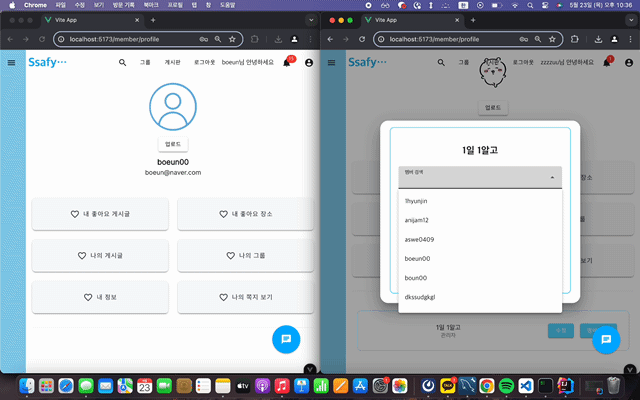 Chrome 파일 수정 보기 방문 기록 북마크 프로필 탭 창 도움말
5월 23일 (목) 오후 10:36
Vite App
localhost:5173/member/profile
Ssafy⋯
그룹 게시판 로그아웃 boeun님 안녕하세요
업로드
boeun00
boeun@naver.com
내 좋아요 게시글
내 좋아요 장소
나의 게시글
나의 그룹
내 정보
나의 쪽지 보기
Vite App
localhost:5173/member/profile
Ssafy⋯
그룹 로그아웃 zzzzuu님 안녕하세요
업로드
장소
보기
1일 1알고
멤버 검색
1hyunjin
anijam12
aswe0409
boeun00
boun00
dkssudgkgl
1일 1알고
관리자
수정